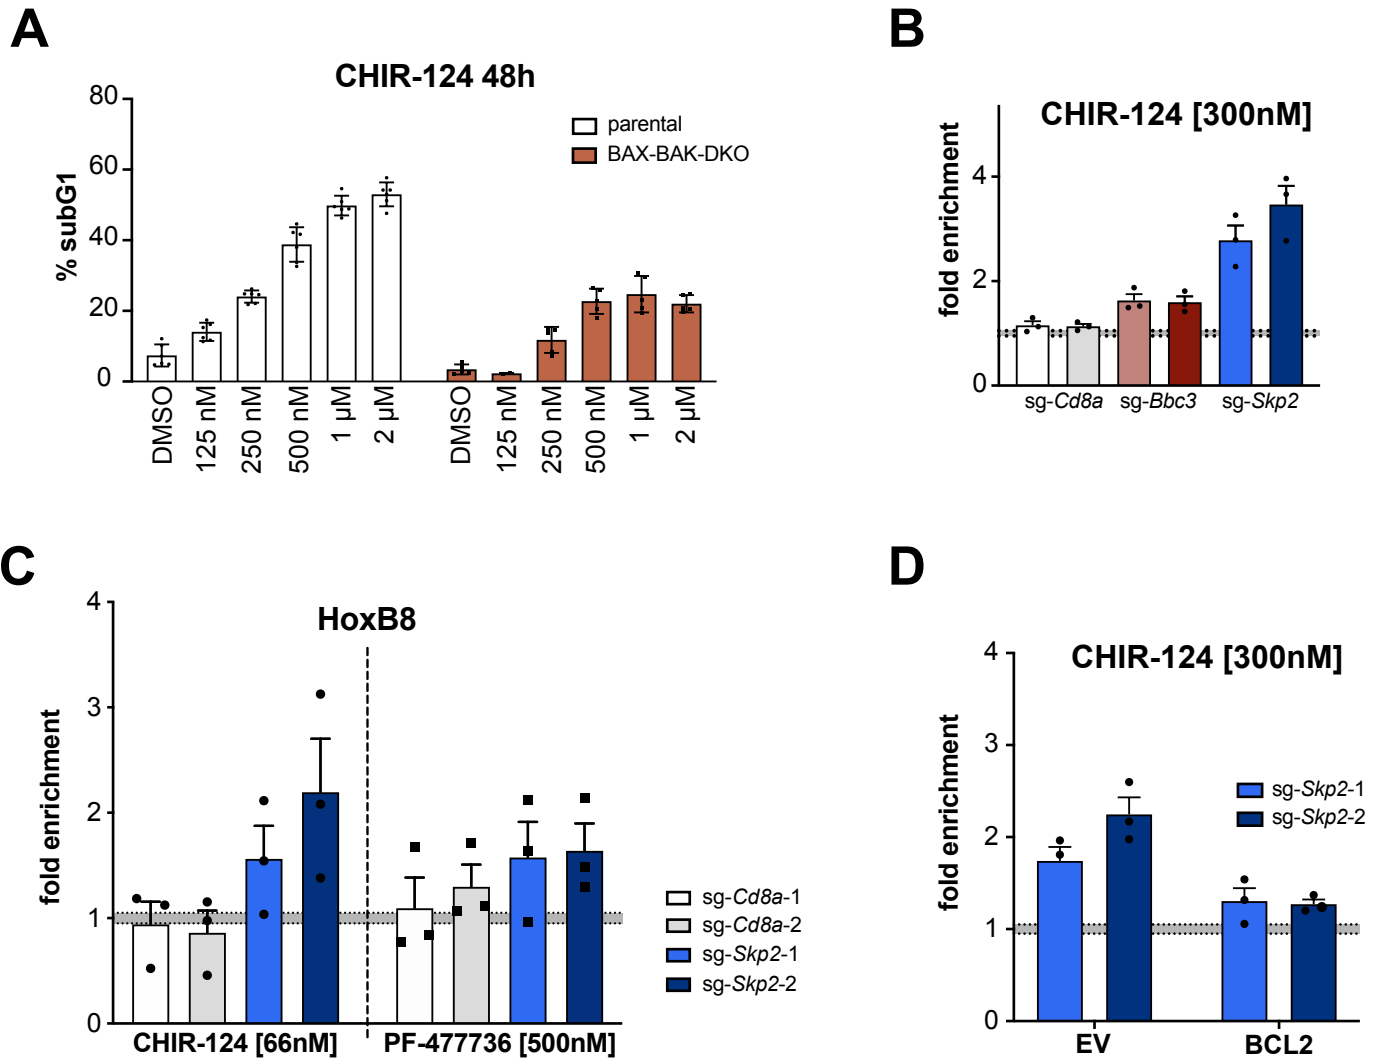 A
CHIR-124 48h
% subG1
80
60
40
20
0
parental
BAX-BAK-DKO
DMSO
125 nM
250 nM
500 nM
1 µM
2 µM
DMSO
125 nM
250 nM
500 nM
1 µM
2 µM
B
CHIR-124 [300nM]
fold enrichment
4
2
0
sg-Cd8a
sg-Bbc3
sg-Skp2
C
HoxB8
fold enrichment
4
3
2
1
0
CHIR-124 [66nM]
PF-477736 [500nM]
sg-Cd8a-1
sg-Cd8a-2
sg-Skp2-1
sg-Skp2-2
D
CHIR-124 [300nM]
fold enrichment
4
3
2
1
0
sg-Skp2-1
sg-Skp2-2
EV
BCL2